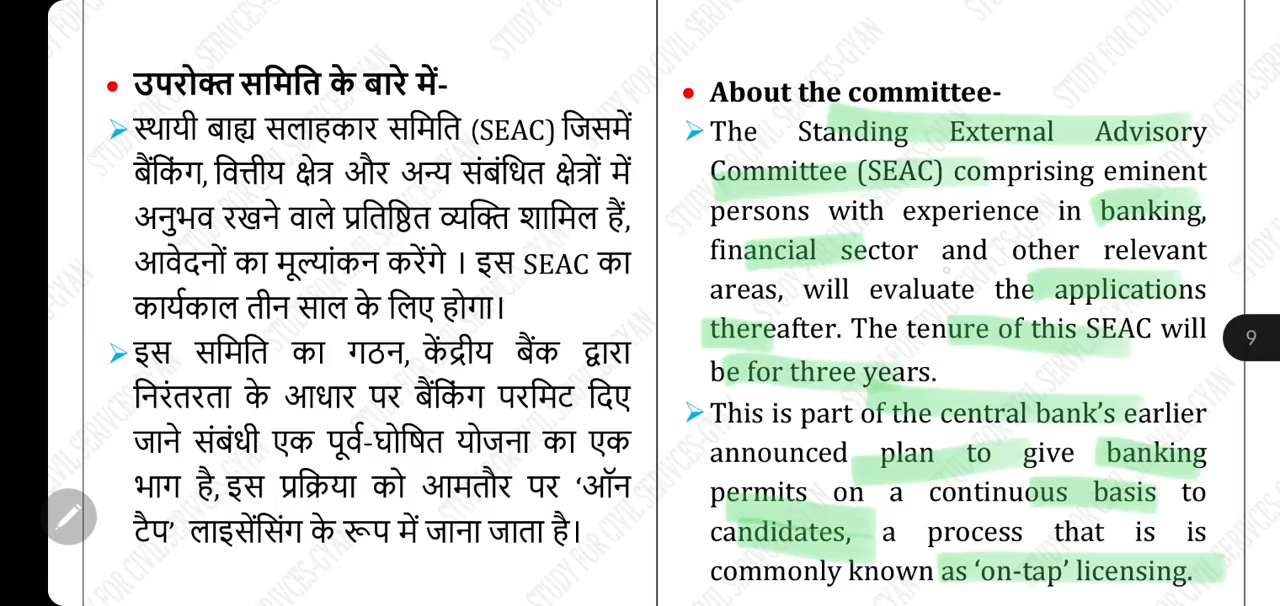 • उपरोक्त समिति के बारे में-
➢ स्थायी बाह्य सलाहकार समिति (SEAC) जिसमें
बैंकिंग, वित्तीय क्षेत्र और अन्य संबंधित क्षेत्रों में
अनुभव रखने वाले प्रतिष्ठित व्यक्ति शामिल हैं,
आवेदनों का मूल्यांकन करेंगे । इस SEAC का
कार्यकाल तीन साल के लिए होगा।
➢ इस समिति का गठन, केंद्रीय बैंक द्वारा
निरंतरता के आधार पर बैंकिंग परमिट दिए
जाने संबंधी एक पूर्व-घोषित योजना का एक
भाग है, इस प्रक्रिया को आमतौर पर ‘ऑन
टैप’ लाइसेंसिंग के रूप में जाना जाता है।
• About the committee-
➢ The Standing External Advisory
Committee (SEAC) comprising eminent
persons with experience in banking,
financial sector and other relevant
areas, will evaluate the applications
thereafter. The tenure of this SEAC will
be for three years.
➢ This is part of the central bank’s earlier
announced plan to give banking
permits on a continuous basis to
candidates, a process that is is
commonly known as ‘on-tap’ licensing.
9